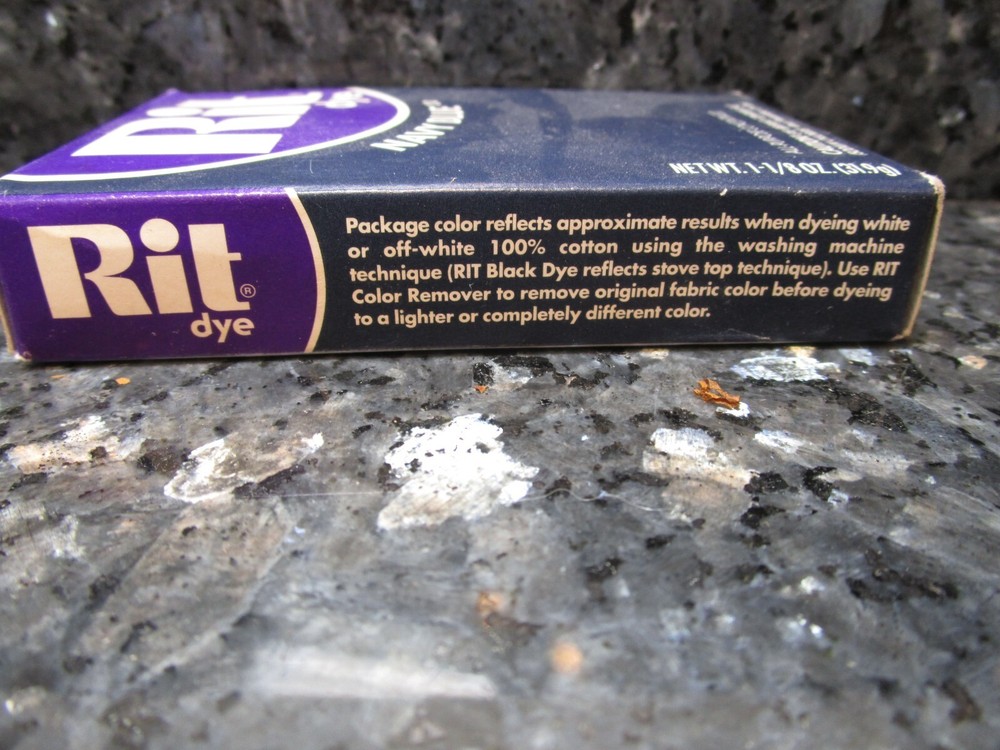 Rit
NAVY BLUE
NET WT. 1-1/8 OZ. (31.9g)
Rit®
dye
Package color reflects approximate results when dyeing white
or off-white 100% cotton using the washing machine
technique (RIT Black Dye reflects stove top technique). Use RIT
Color Remover to remove original fabric color before dyeing
to a lighter or completely different color.